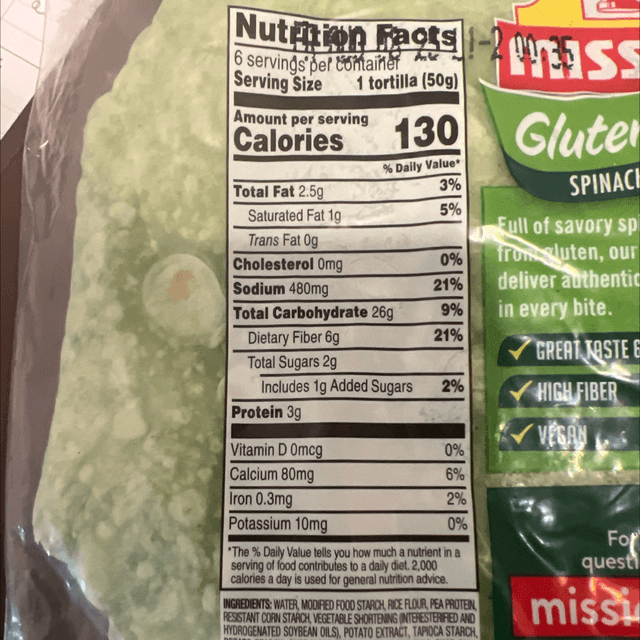 Nutrition Facts
6 servings per container
Serving Size 1 tortilla (50g)
Amount per serving
Calories 130
% Daily Value*
Total Fat 2.5g 3%
Saturated Fat 1g 5%
Trans Fat 0g
Cholesterol 0mg 0%
Sodium 480mg 21%
Total Carbohydrate 26g 9%
Dietary Fiber 6g 21%
Total Sugars 2g
Includes 1g Added Sugars 2%
Protein 3g
Vitamin D 0mcg 0%
Calcium 80mg 6%
Iron 0.3mg 2%
Potassium 10mg 0%
*The % Daily Value tells you how much a nutrient in a
serving of food contributes to a daily diet. 2,000
calories a day is used for general nutrition advice.
INGREDIENTS: WATER, MODIFIED FOOD STARCH, RICE FLOUR, PEA PROTEIN,
RESISTANT CORN STARCH, VEGETABLE SHORTENING (INTERESTERIFIED AND
HYDROGENATED SOYBEAN OILS), POTATO EXTRACT, TAPIOCA STARCH,
miss
Glute
SPINAC
Full of savory sp
from gluten, our
deliver authentic
in every bite.
GREAT TASTE &
HIGH FIBER
VEGAN
Fo
questi
missi